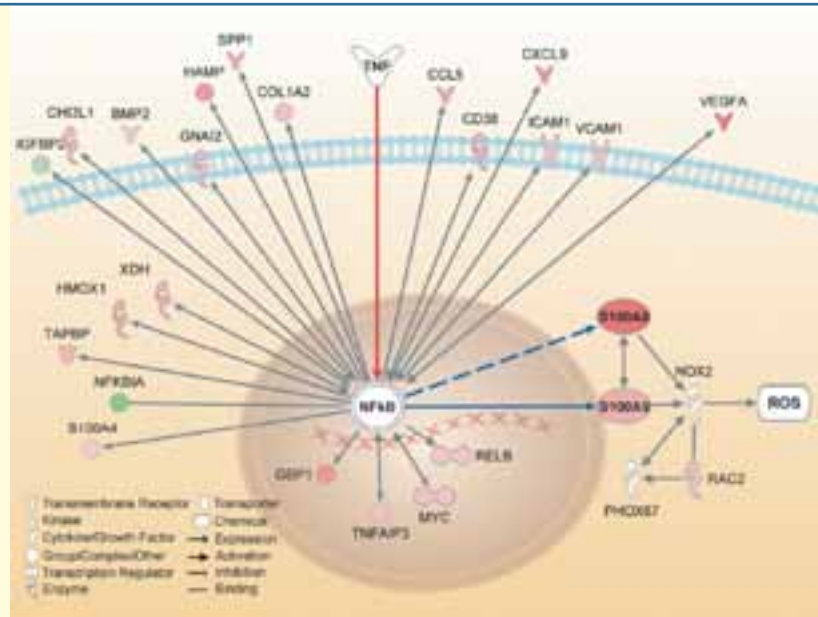 SPP1
CXCL9
TNF
HAMP
CCL5
COL1A2
VEGFA
CHI3L1
BMP2
CD38
ICAM1
VCAM1
GNAI2
IGFBP2
XDH
HMOX1
S100A8
TAPBP
NOX2
NFKBIA
NFkB
S100A9
ROS
S100A4
RELB
GBP1
RAC2
PHOX67
MYC
TNFAIP3
Transmembrane Receptor
Transporter
Kinase
Chemical
Cytokine/Growth Factor
Expression
Group/Complex/Other
Activation
Transcription Regulator
Inhibition
Enzyme
Binding